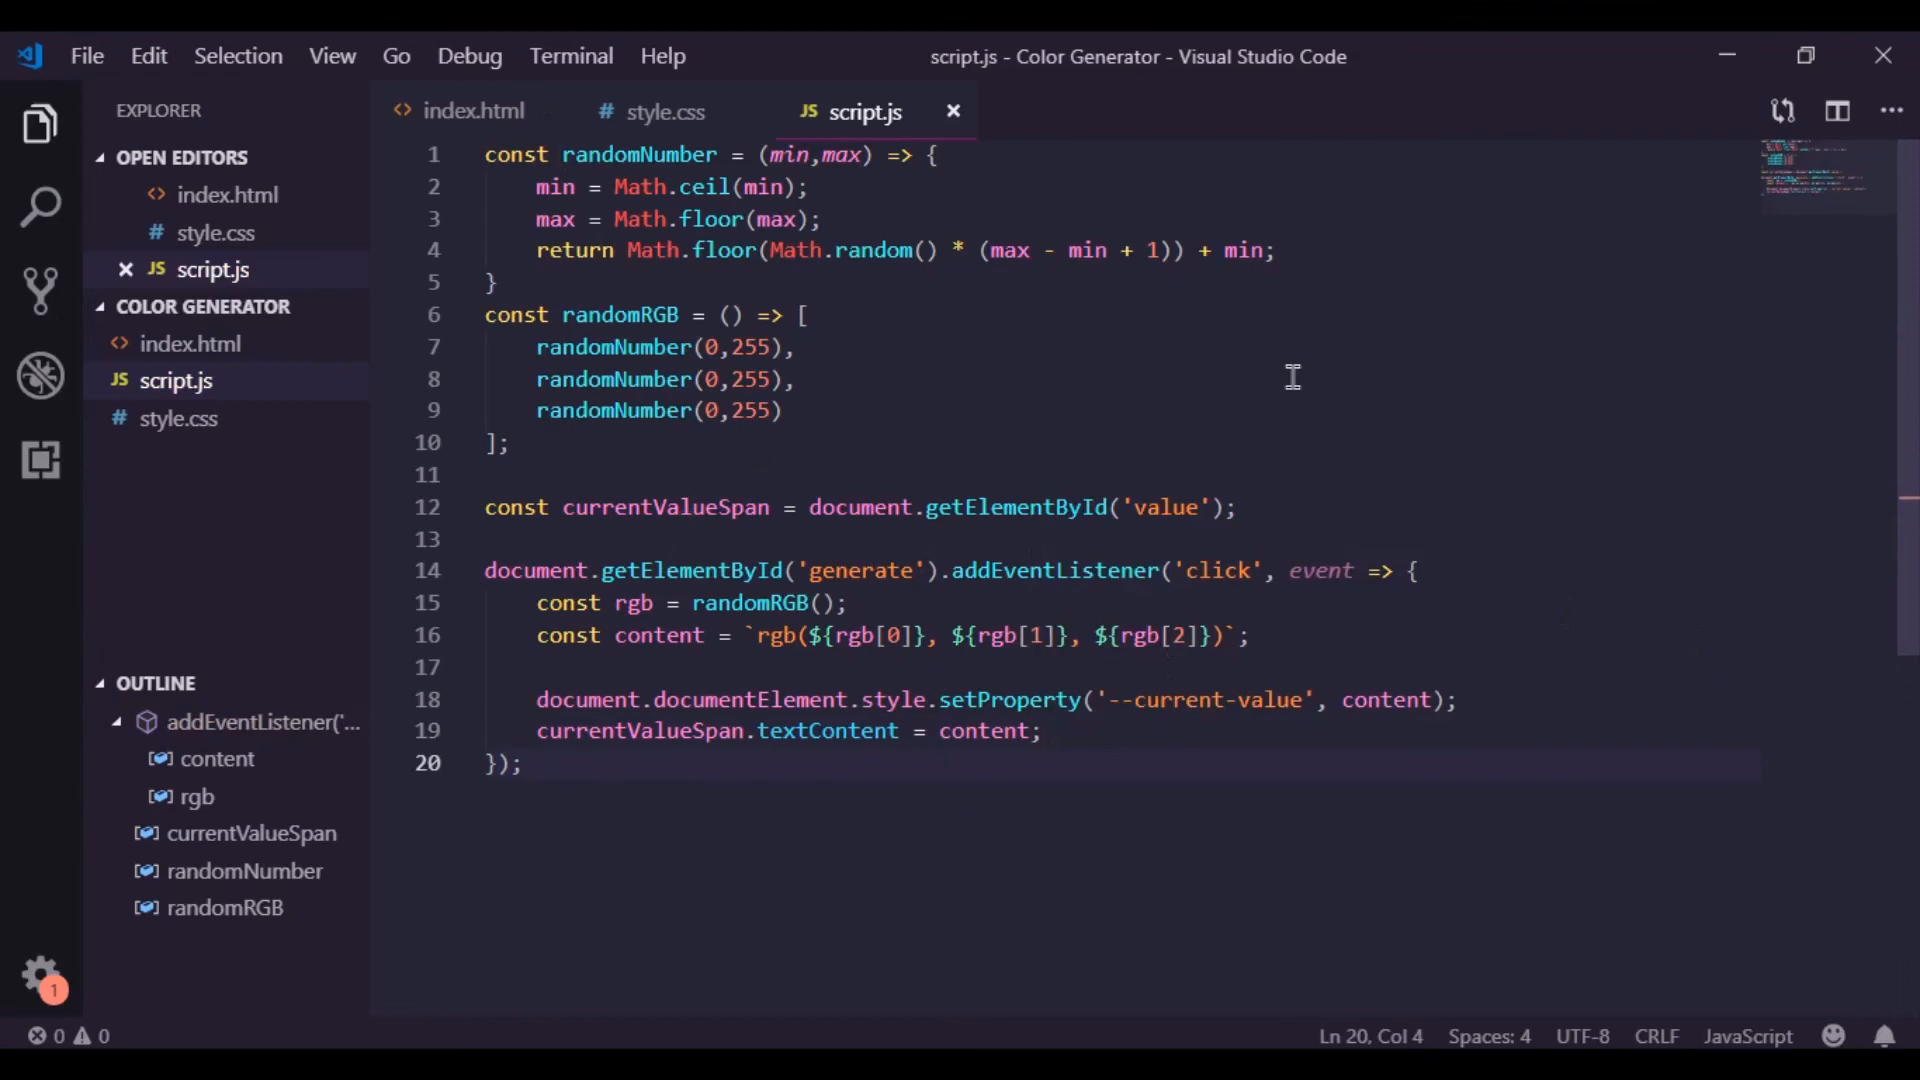 File Edit Selection View Go Debug Terminal Help
script.js - Color Generator - Visual Studio Code
EXPLORER
OPEN EDITORS
<> index.html
# style.css
JS script.js
COLOR GENERATOR
<> index.html
JS script.js
# style.css
OUTLINE
addEventListener('...
content
rgb
currentValueSpan
randomNumber
randomRGB
1
<> index.html # style.css JS script.js
1 const randomNumber = (min,max) => {
2 min = Math.ceil(min);
3 max = Math.floor(max);
4 return Math.floor(Math.random() * (max - min + 1)) + min;
5 }
6 const randomRGB = () => [
7 randomNumber(0,255),
8 randomNumber(0,255),
9 randomNumber(0,255)
10 ];
11
12 const currentValueSpan = document.getElementById('value');
13
14 document.getElementById('generate').addEventListener('click', event => {
15 const rgb = randomRGB();
16 const content = `rgb(${rgb[0]}, ${rgb[1]}, ${rgb[2]})`;
17
18 document.documentElement.style.setProperty('--current-value', content);
19 currentValueSpan.textContent = content;
20 });
0 0
Ln 20, Col 4 Spaces: 4 UTF-8 CRLF JavaScript